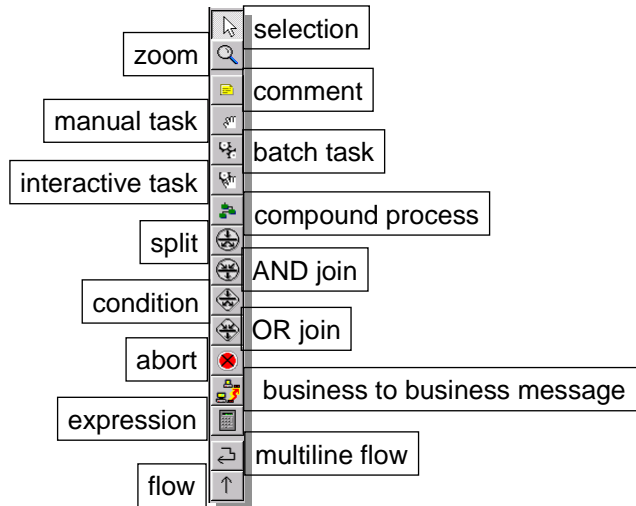 selection
zoom
comment
manual task
batch task
interactive task
compound process
split
AND join
condition
OR join
abort
business to business message
expression
multiline flow
flow